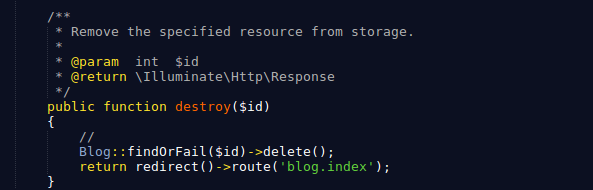 /**
 * Remove the specified resource from storage.
 *
 * @param  int  $id
 * @return \Illuminate\Http\Response
 */
public function destroy($id)
{
    //
    Blog::findOrFail($id)->delete();
    return redirect()->route('blog.index');
}